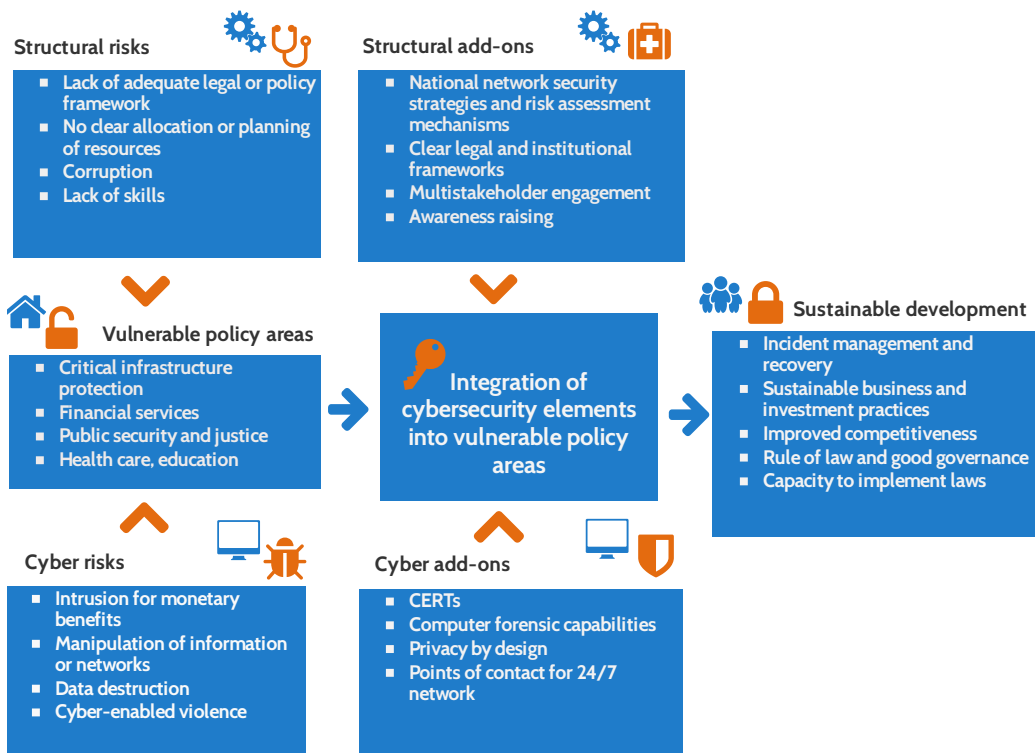 Structural risks
Lack of adequate legal or policy
framework
No clear allocation or planning
of resources
Corruption
Lack of skills
Structural add-ons
National network security
strategies and risk assessment
mechanisms
Clear legal and institutional
frameworks
Multistakeholder engagement
Awareness raising
Vulnerable policy areas
Critical infrastructure
protection
Financial services
Public security and justice
Health care, education
Integration of
cybersecurity elements
into vulnerable policy
areas
Sustainable development
Incident management and
recovery
Sustainable business and
investment practices
Improved competitiveness
Rule of law and good governance
Capacity to implement laws
Cyber risks
Intrusion for monetary
benefits
Manipulation of information
or networks
Data destruction
Cyber-enabled violence
Cyber add-ons
CERTs
Computer forensic capabilities
Privacy by design
Points of contact for 24/7
network